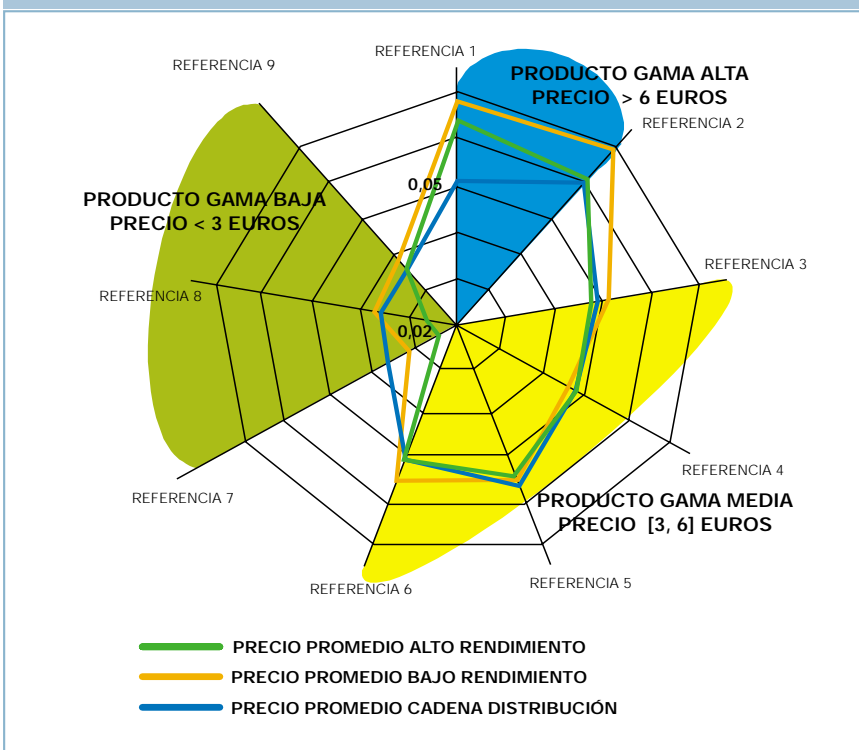 REFERENCIA 1
REFERENCIA 9
PRODUCTO GAMA ALTA
PRECIO > 6 EUROS
REFERENCIA 2
0,05
PRODUCTO GAMA BAJA
PRECIO < 3 EUROS
REFERENCIA 3
REFERENCIA 8
0,02
REFERENCIA 4
REFERENCIA 7
PRODUCTO GAMA MEDIA
PRECIO [3, 6] EUROS
REFERENCIA 6
REFERENCIA 5
PRECIO PROMEDIO ALTO RENDIMIENTO
PRECIO PROMEDIO BAJO RENDIMIENTO
PRECIO PROMEDIO CADENA DISTRIBUCIÓN